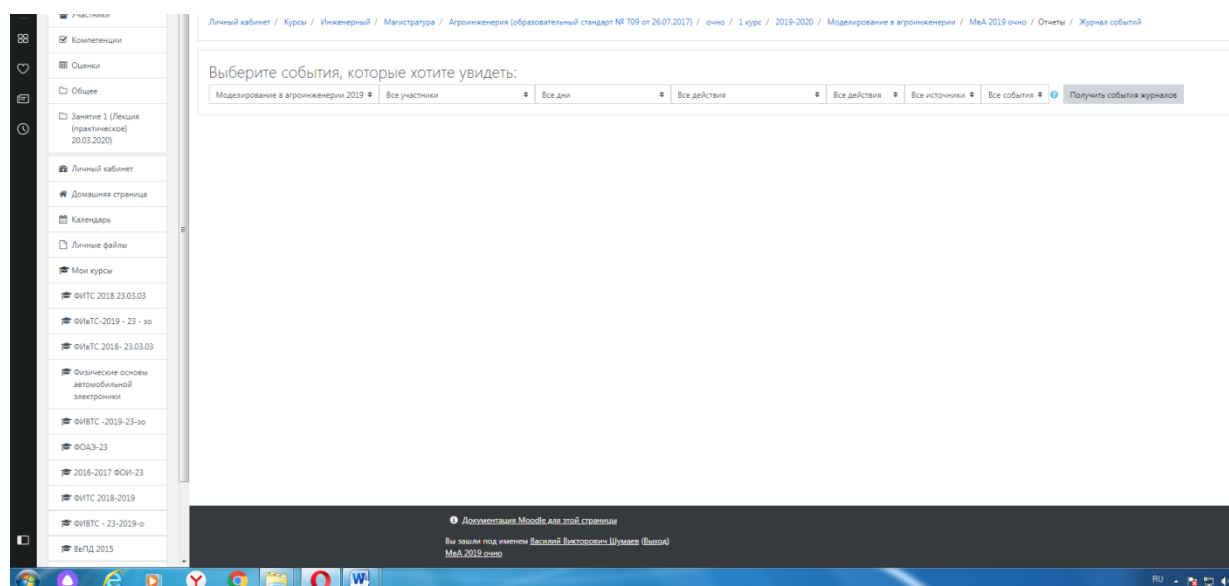 Участники
Компетенции
Оценки
Общее
Занятие 1 (Лекция
(практическое)
20.03.2020)
Личный кабинет
Домашняя страница
Календарь
Личные файлы
Мои курсы
ФИТС 2018 23.03.03
ФИвТС-2019 - 23 - зо
ФИвТС 2018- 23.03.03
Физические основы
автомобильной
электроники
ФИВТС -2019-23-зо
ФОАЭ-23
2016-2017 ФОИ-23
ФИТС 2018-2019
ФИВТС - 23-2019-о
ВвПД 2015
Личный кабинет / Курсы / Инженерный / Магистратура / Агроинженерия (образовательный стандарт № 709 от 26.07.2017) / очно / 1 курс / 2019-2020 / Моделирование в агроинженерии / МвА 2019 очно / Отчеты / Журнал событий
Выберите события, которые хотите увидеть:
Моделирование в агроинженерии 2019 Все участники Все дни Все действия Все действия Все источники Все события Получить события журналов
Документация Moodle для этой страницы
Вы зашли под именем Василий Викторович Шумаев (Выход)
МвА 2019 очно
RU